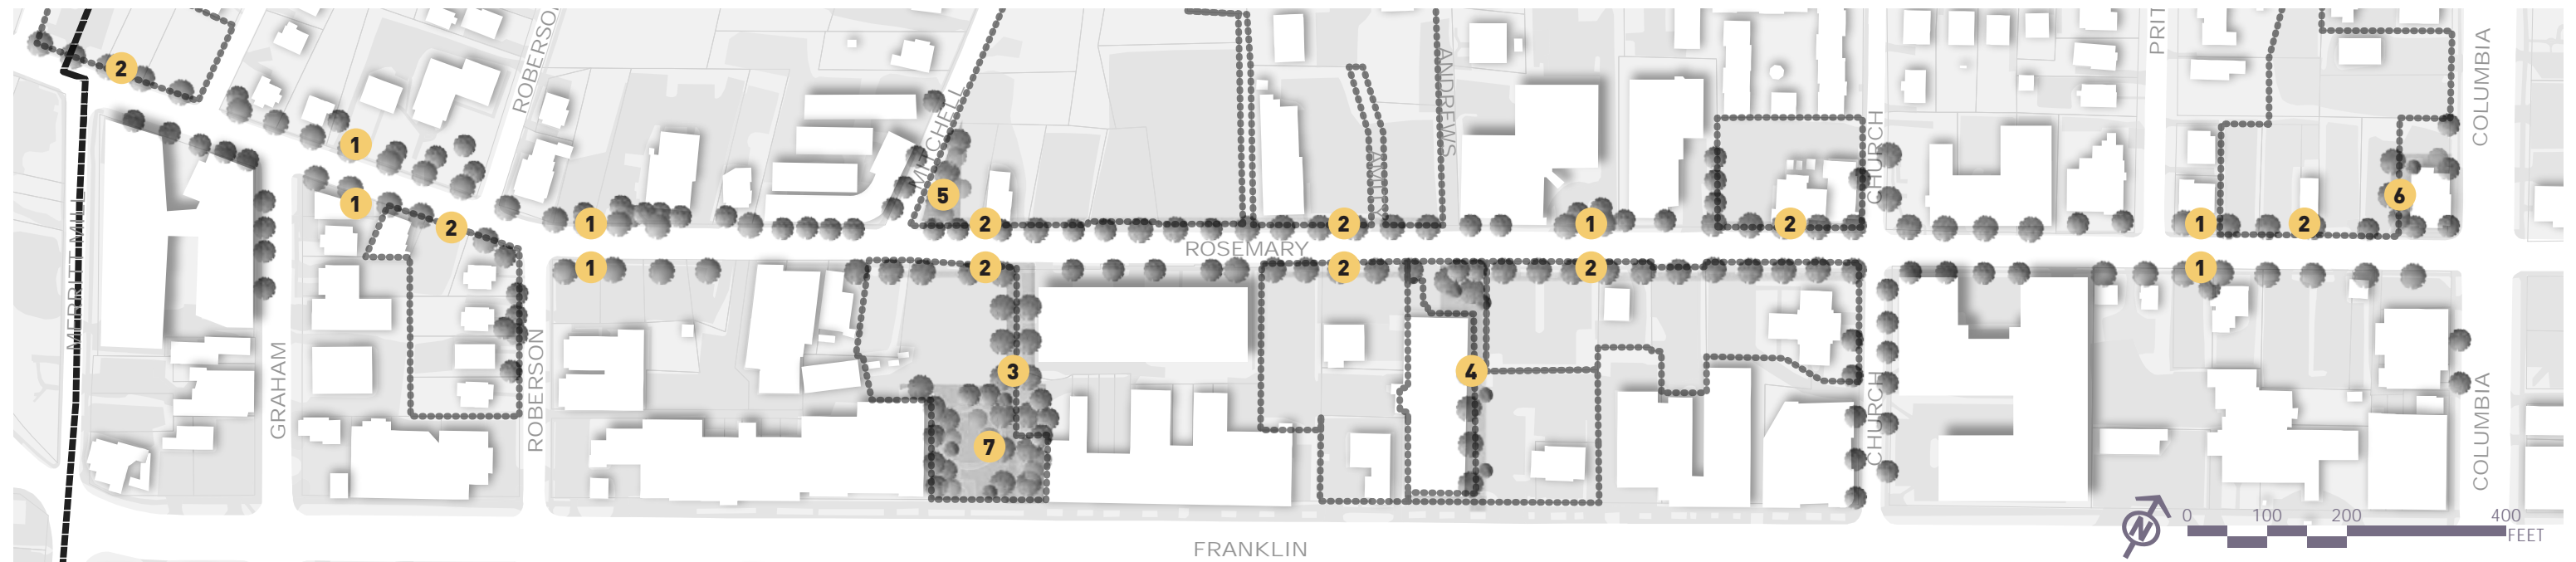 ROBERSON
PRIT
COLUMBIA
2
ANDREWS
MITCHELL
1
CHURCH
AMITY
5
6
1
2
1
2
2
1
2
1
2
ROSEMARY
1
2
2
2
1
MERRITT MILL
GRAHAM
ROBERSON
3
4
CHURCH
COLUMBIA
7
N
0 100 200 400
FEET
FRANKLIN